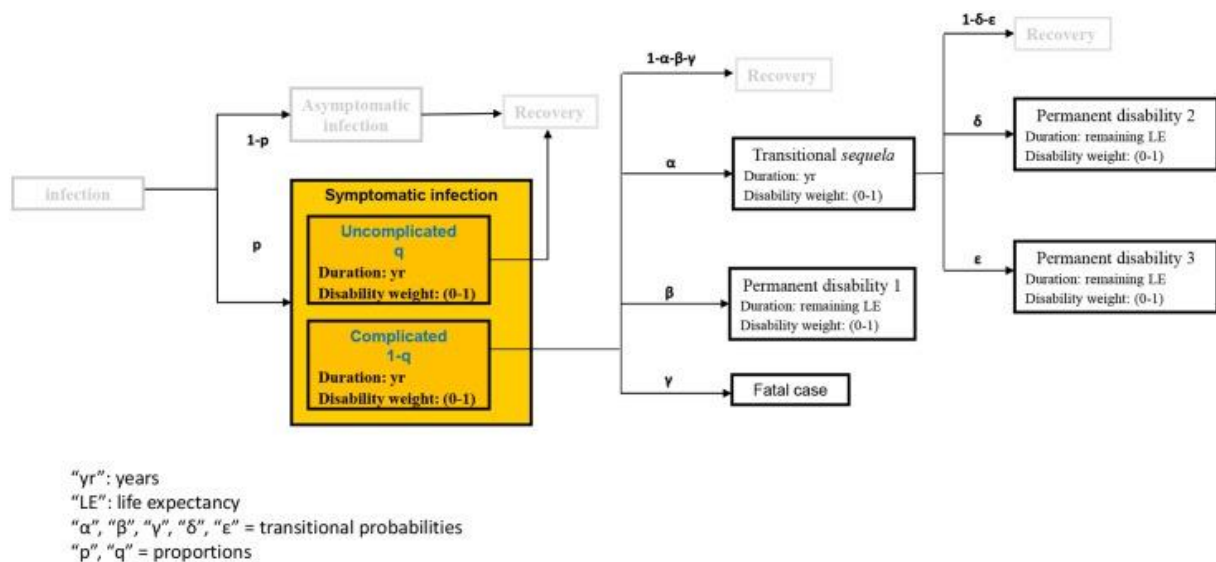 1-δ-ε
Recovery
1-α-β-γ
Recovery
Asymptomatic
infection
Recovery
1-p
infection
p
Symptomatic infection
Uncomplicated
q
Duration: yr
Disability weight: (0-1)
Complicated
1-q
Duration: yr
Disability weight: (0-1)
α
Transitional sequela
Duration: yr
Disability weight: (0-1)
β
Permanent disability 1
Duration: remaining LE
Disability weight: (0-1)
γ
Fatal case
δ
Permanent disability 2
Duration: remaining LE
Disability weight: (0-1)
ε
Permanent disability 3
Duration: remaining LE
Disability weight: (0-1)
“yr”: years
“LE”: life expectancy
“α”, “β”, “γ”, “δ”, “ε” = transitional probabilities
“p”, “q” = proportions